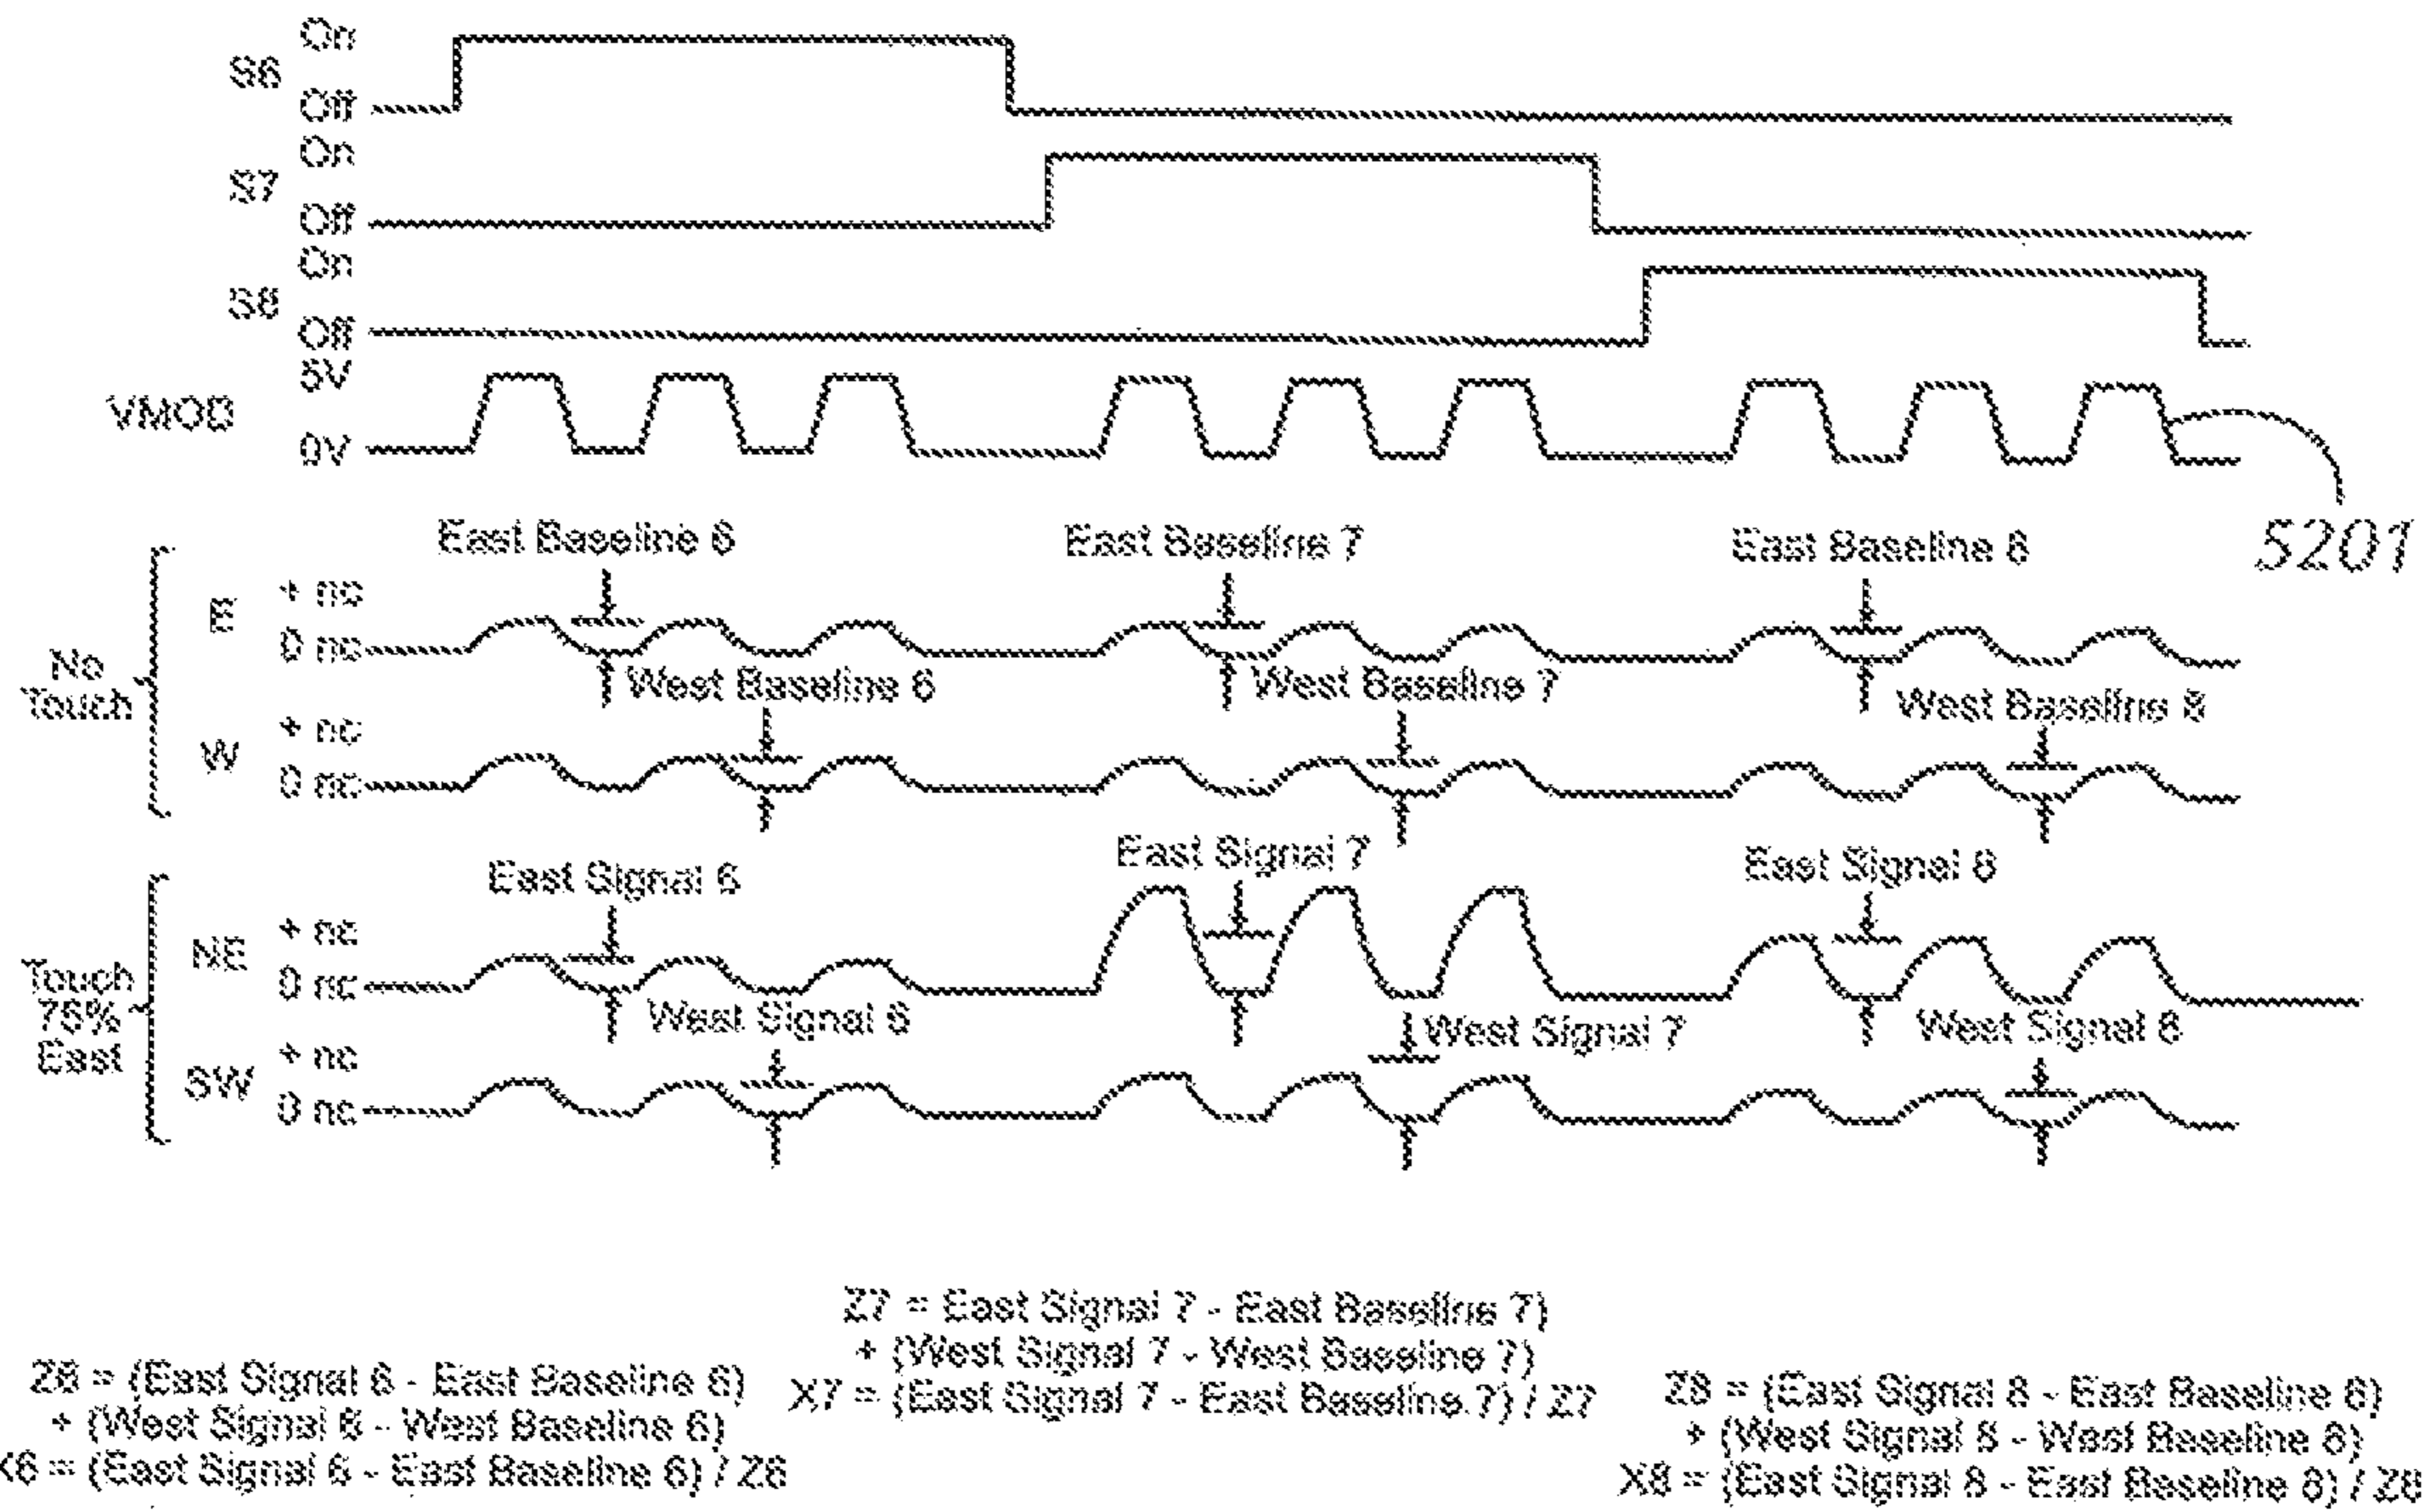 On
S6
Off
On
S7
Off
On
S8
Off
5V
VMOD
0V
East Baseline 6
East Baseline 7
East Baseline 8
5201
+ nc
E
0 nc
No
Touch
West Baseline 6
West Baseline 7
West Baseline 8
+ nc
W
0 nc
East Signal 6
East Signal 7
East Signal 8
+ nc
NE
0 nc
Touch
75%
East
West Signal 6
West Signal 7
West Signal 8
+ nc
SW
0 nc
Z7 = East Signal 7 - East Baseline 7)
+ (West Signal 7 - West Baseline 7)
X7 = (East Signal 7 - East Baseline 7) / Z7
Z6 = (East Signal 6 - East Baseline 6)
+ (West Signal 6 - West Baseline 6)
X6 = (East Signal 6 - East Baseline 6) / Z6
Z8 = (East Signal 8 - East Baseline 8)
+ (West Signal 8 - West Baseline 8)
X8 = (East Signal 8 - East Baseline 8) / Z8